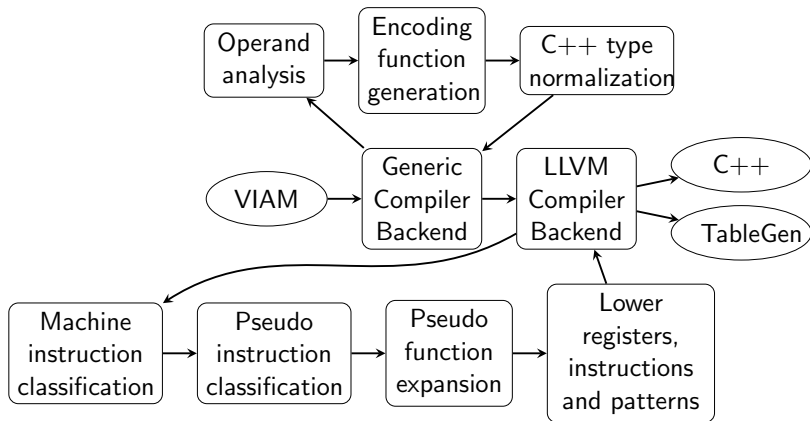 Operand
analysis
Encoding
function
generation
C++ type
normalization
VIAM
Generic
Compiler
Backend
LLVM
Compiler
Backend
C++
TableGen
Machine
instruction
classification
Pseudo
instruction
classification
Pseudo
function
expansion
Lower
registers,
instructions
and patterns